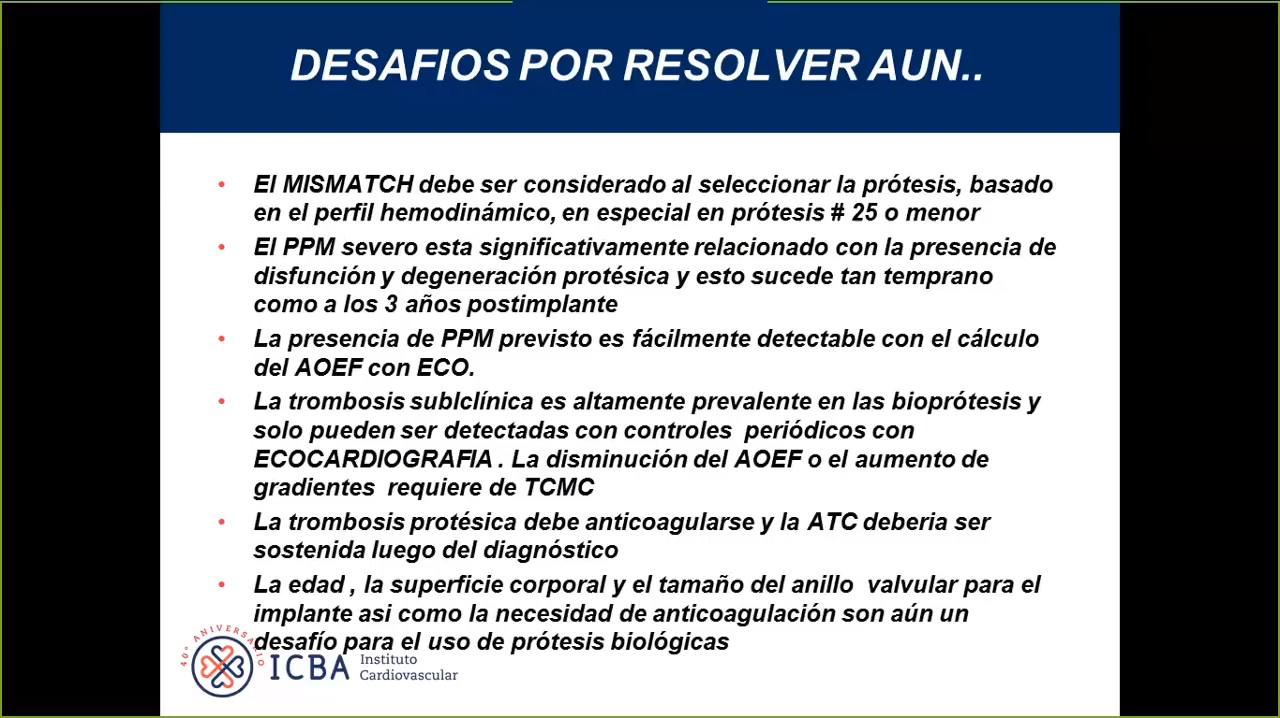 DESAFIOS POR RESOLVER AUN..
• El MISMATCH debe ser considerado al seleccionar la prótesis, basado
en el perfil hemodinámico, en especial en prótesis # 25 o menor
• El PPM severo esta significativamente relacionado con la presencia de
disfunción y degeneración protésica y esto sucede tan temprano
como a los 3 años postimplante
• La presencia de PPM previsto es fácilmente detectable con el cálculo
del AOEF con ECO.
• La trombosis sublclínica es altamente prevalente en las bioprótesis y
solo pueden ser detectadas con controles periódicos con
ECOCARDIOGRAFIA . La disminución del AOEF o el aumento de
gradientes requiere de TCMC
• La trombosis protésica debe anticoagularse y la ATC deberia ser
sostenida luego del diagnóstico
• La edad , la superficie corporal y el tamaño del anillo valvular para el
implante asi como la necesidad de anticoagulación son aún un
desafío para el uso de prótesis biológicas
40° ANIVERSARIO
ICBA
Instituto
Cardiovascular